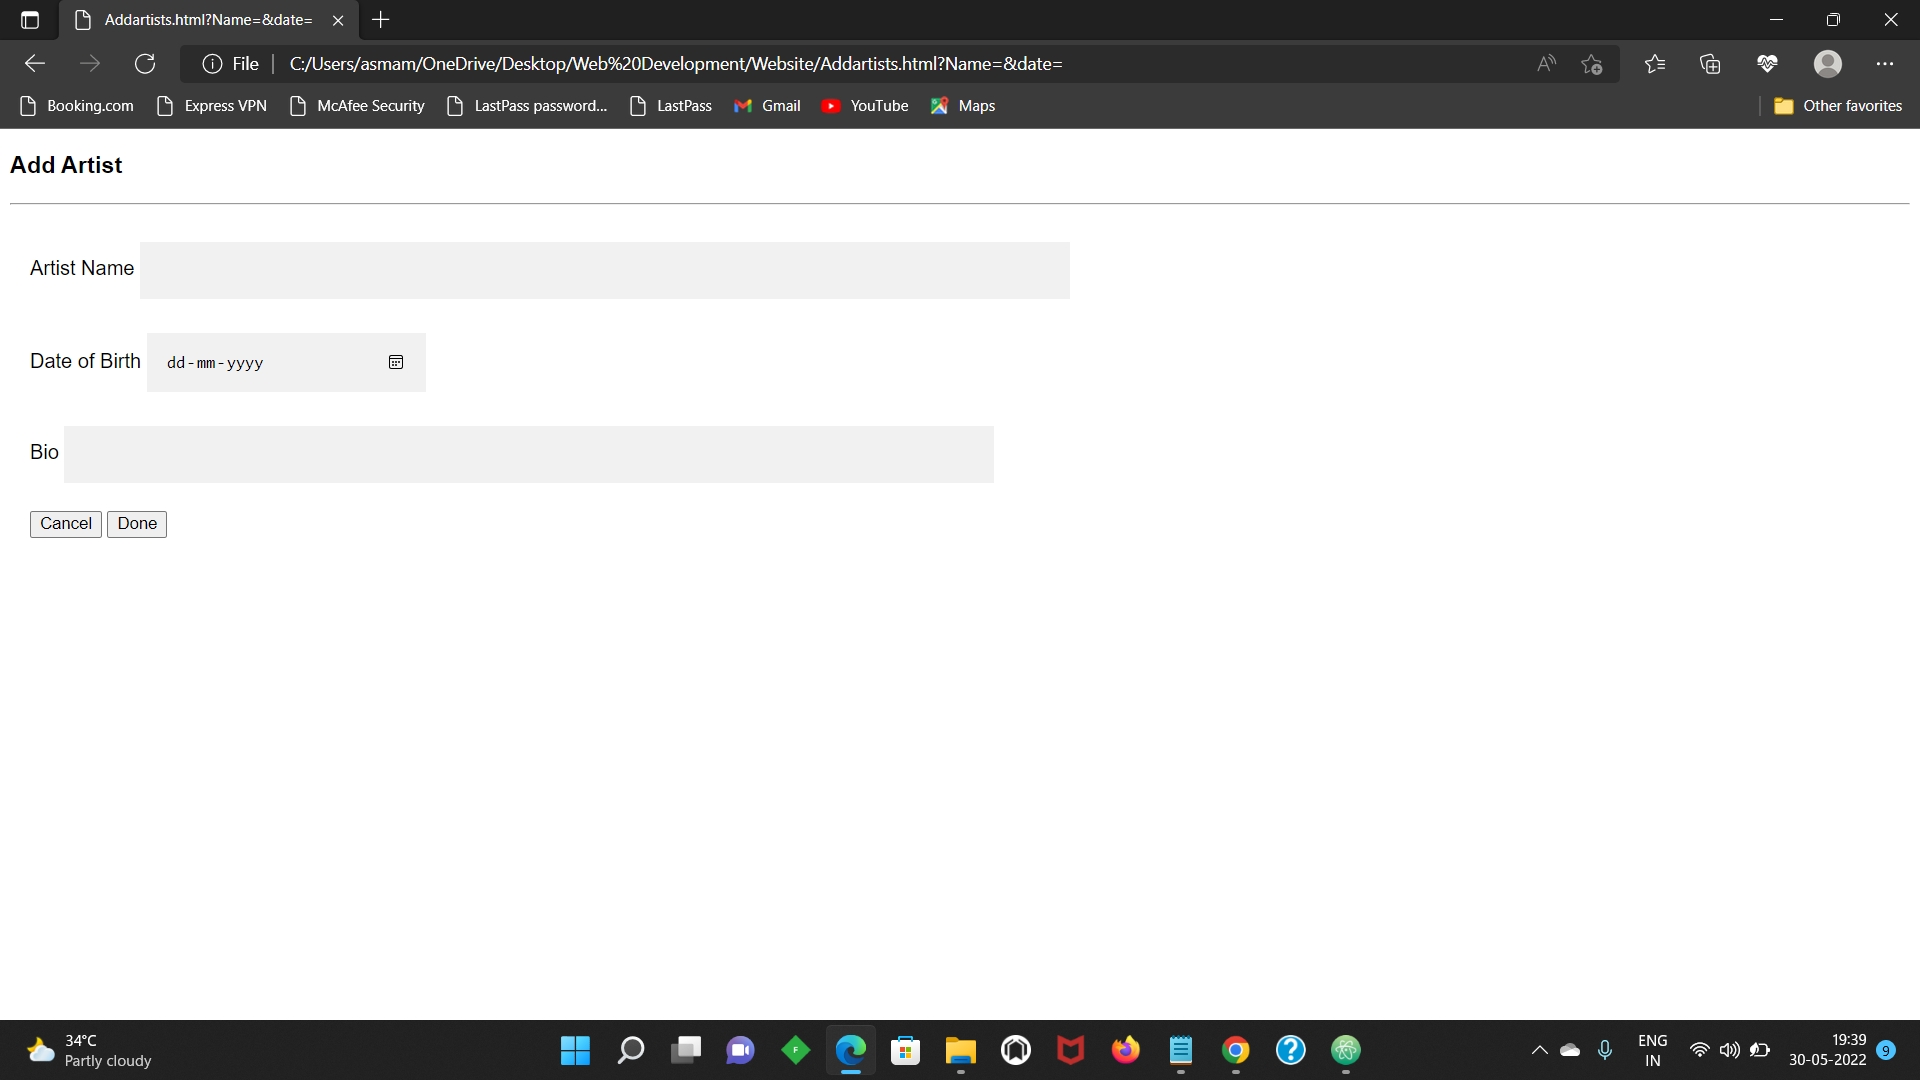 Addartists.html?Name=&date=
File
C:/Users/asmam/OneDrive/Desktop/Web%20Development/Website/Addartists.html?Name=&date=
Booking.com Express VPN McAfee Security LastPass password... LastPass Gmail YouTube Maps Other favorites
Add Artist
Artist Name
Date of Birth dd-mm-yyyy
Bio
Cancel Done
34°C
Partly cloudy
ENG
IN
19:39
30-05-2022
9